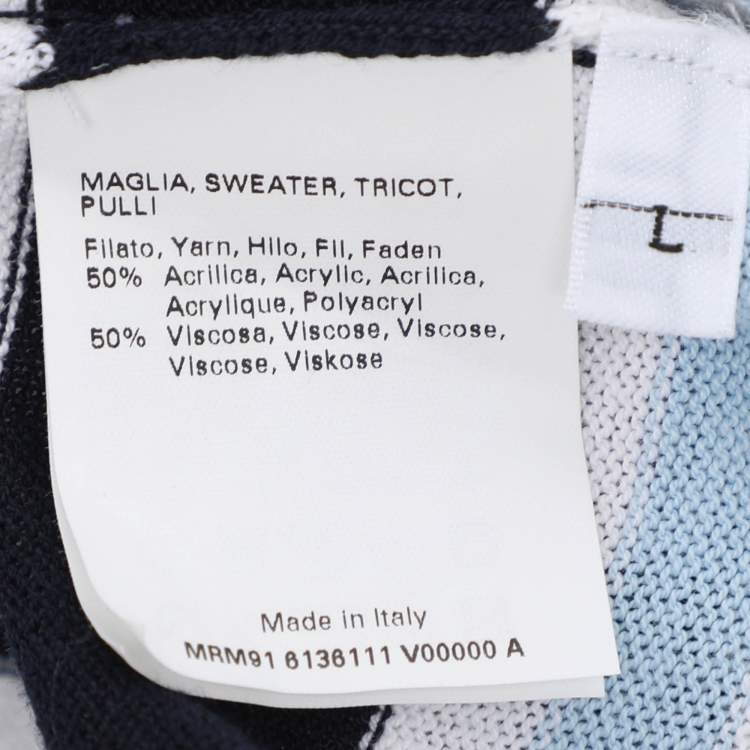 MAGLIA, SWEATER, TRICOT,
PULLI
Filato, Yarn, Hilo, Fil, Faden
50% Acrilica, Acrylic, Acrilica,
Acrylique, Polyacryl
50% Viscosa, Viscose, Viscose,
Viscose, Viskose
Made in Italy
MRM91 6136111 V00000 A
L